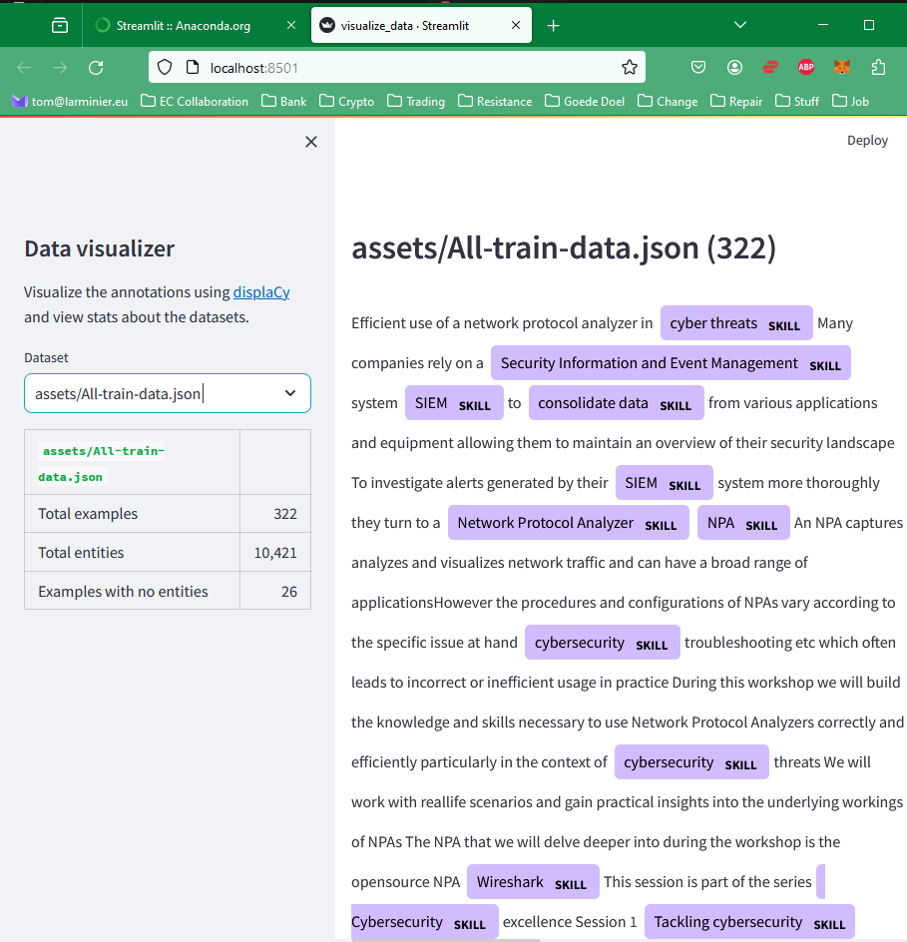 Streamlit :: Anaconda.org
visualize_data · Streamlit
localhost:8501
ABP
tom@larminier.eu
EC Collaboration
Bank
Crypto
Trading
Resistance
Goede Doel
Change
Repair
Stuff
Job
Deploy
Data visualizer
Visualize the annotations using displaCy
and view stats about the datasets.
Dataset
assets/All-train-data.json
assets/All-train-
data.json
Total examples 322
Total entities 10,421
Examples with no entities 26
assets/All-train-data.json (322)
Efficient use of a network protocol analyzer in cyber threats SKILL Many
companies rely on a Security Information and Event Management SKILL
system SIEM SKILL to consolidate data SKILL from various applications
and equipment allowing them to maintain an overview of their security landscape
To investigate alerts generated by their SIEM SKILL system more thoroughly
they turn to a Network Protocol Analyzer SKILL NPA SKILL An NPA captures
analyzes and visualizes network traffic and can have a broad range of
applicationsHowever the procedures and configurations of NPAs vary according to
the specific issue at hand cybersecurity SKILL troubleshooting etc which often
leads to incorrect or inefficient usage in practice During this workshop we will build
the knowledge and skills necessary to use Network Protocol Analyzers correctly and
efficiently particularly in the context of cybersecurity SKILL threats We will
work with reallife scenarios and gain practical insights into the underlying workings
of NPAs The NPA that we will delve deeper into during the workshop is the
opensource NPA Wireshark SKILL This session is part of the series
Cybersecurity SKILL excellence Session 1 Tackling cybersecurity SKILL